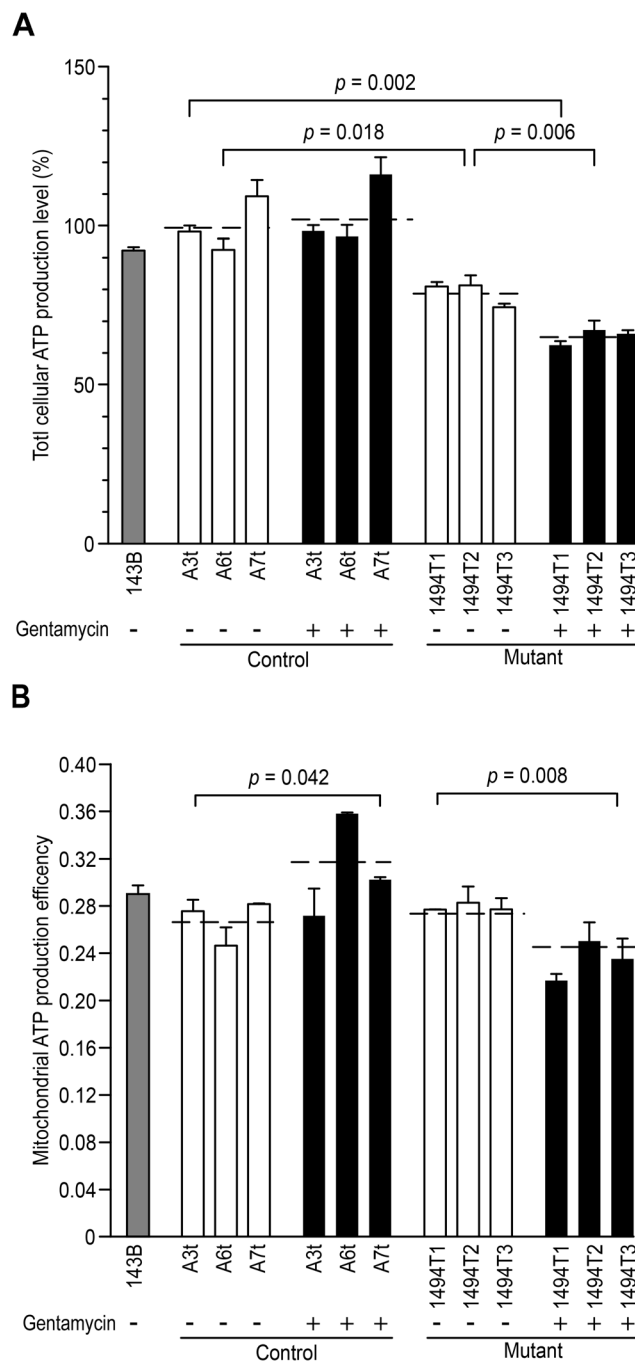 A
Totl cellular ATP production level (%)
150
100
50
0
p = 0.002
p = 0.018
p = 0.006
143B
A3t
A6t
A7t
A3t
A6t
A7t
1494T1
1494T2
1494T3
1494T1
1494T2
1494T3
Gentamycin - - - - + + + - - - + + +
Control
Mutant
B
Mitochondrial ATP production efficency
0.40
0.36
0.32
0.28
0.24
0.20
0.16
0.12
0.08
0.04
0
p = 0.042
p = 0.008
143B
A3t
A6t
A7t
A3t
A6t
A7t
1494T1
1494T2
1494T3
1494T1
1494T2
1494T3
Gentamycin - - - - + + + - - - + + +
Control
Mutant